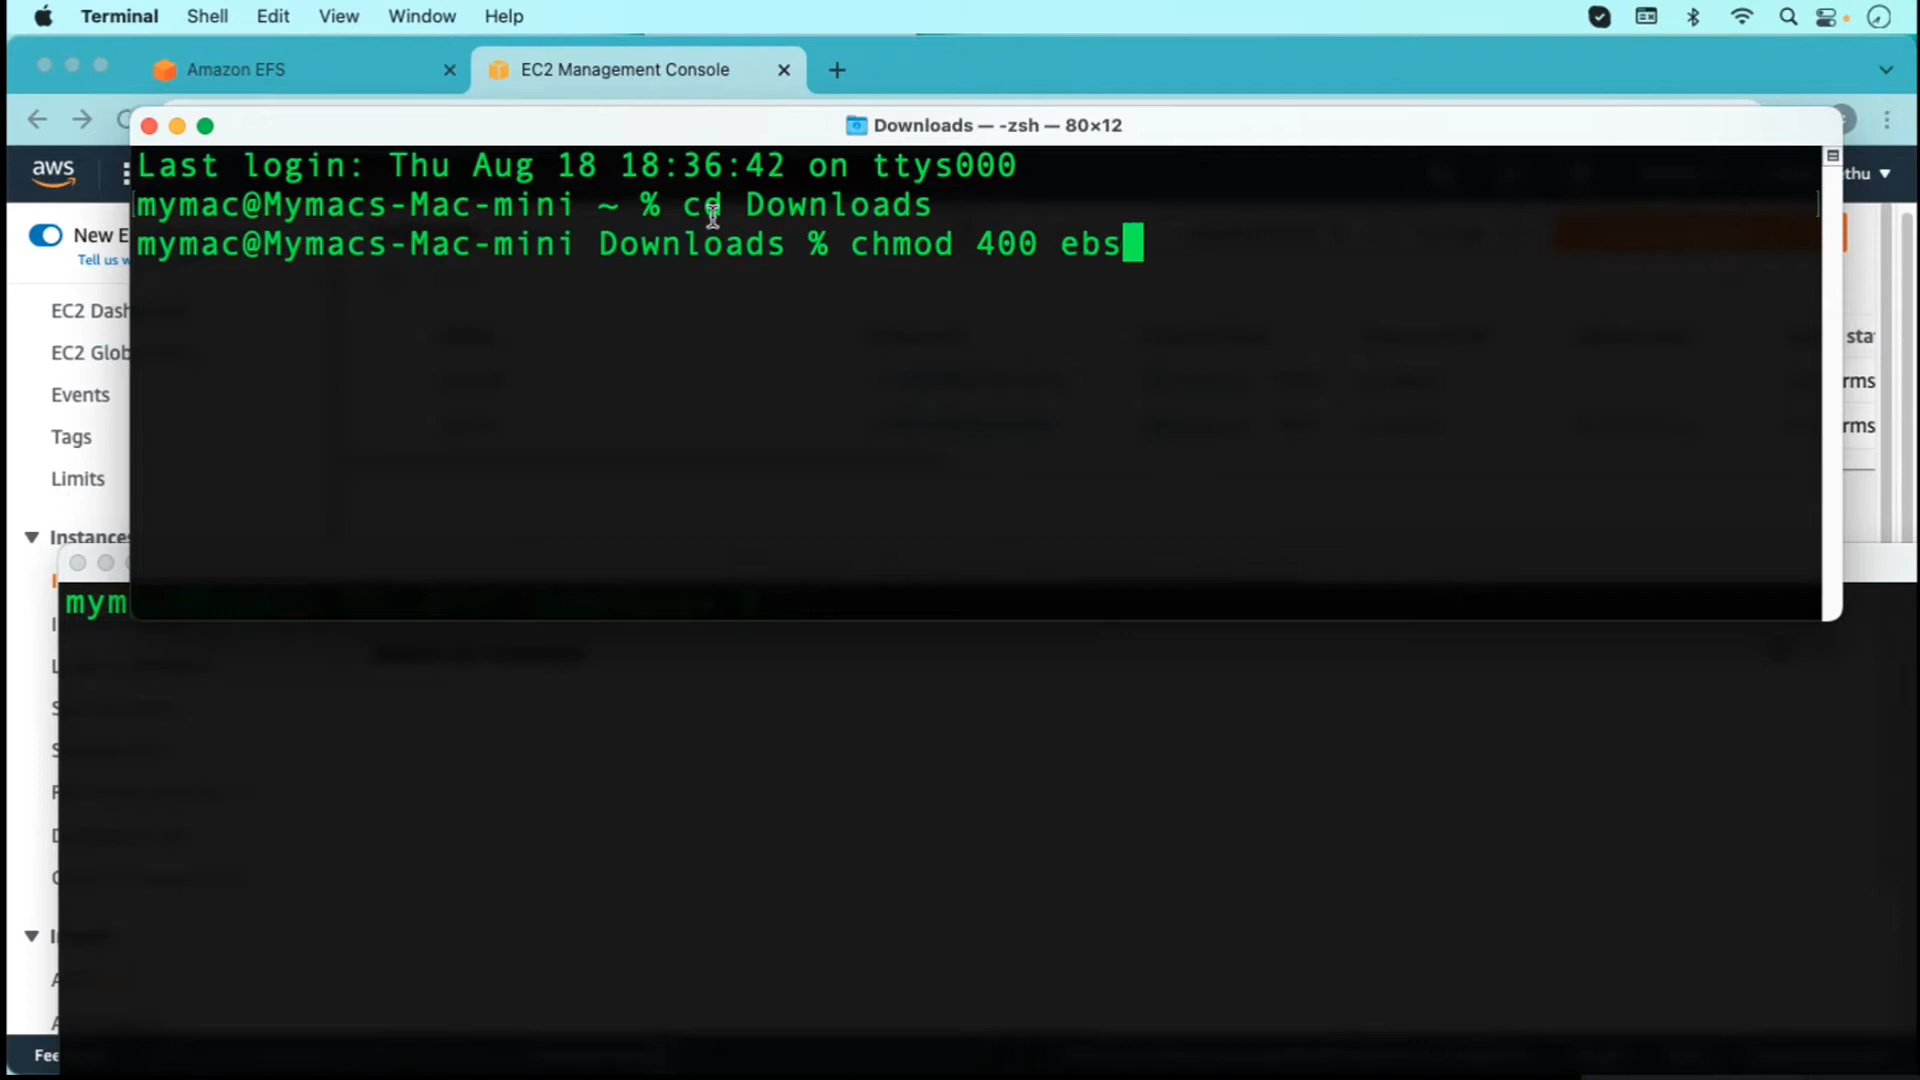 Terminal Shell Edit View Window Help
Amazon EFS
EC2 Management Console
Downloads — -zsh — 80×12
aws
Last login: Thu Aug 18 18:36:42 on ttys000
mymac@Mymacs-Mac-mini ~ % cd Downloads
mymac@Mymacs-Mac-mini Downloads % chmod 400 ebs
New E
Tell us w
EC2 Dash
EC2 Glob
Events
Tags
Limits
Instances
mym
thu
sta
rms
rms
Fee